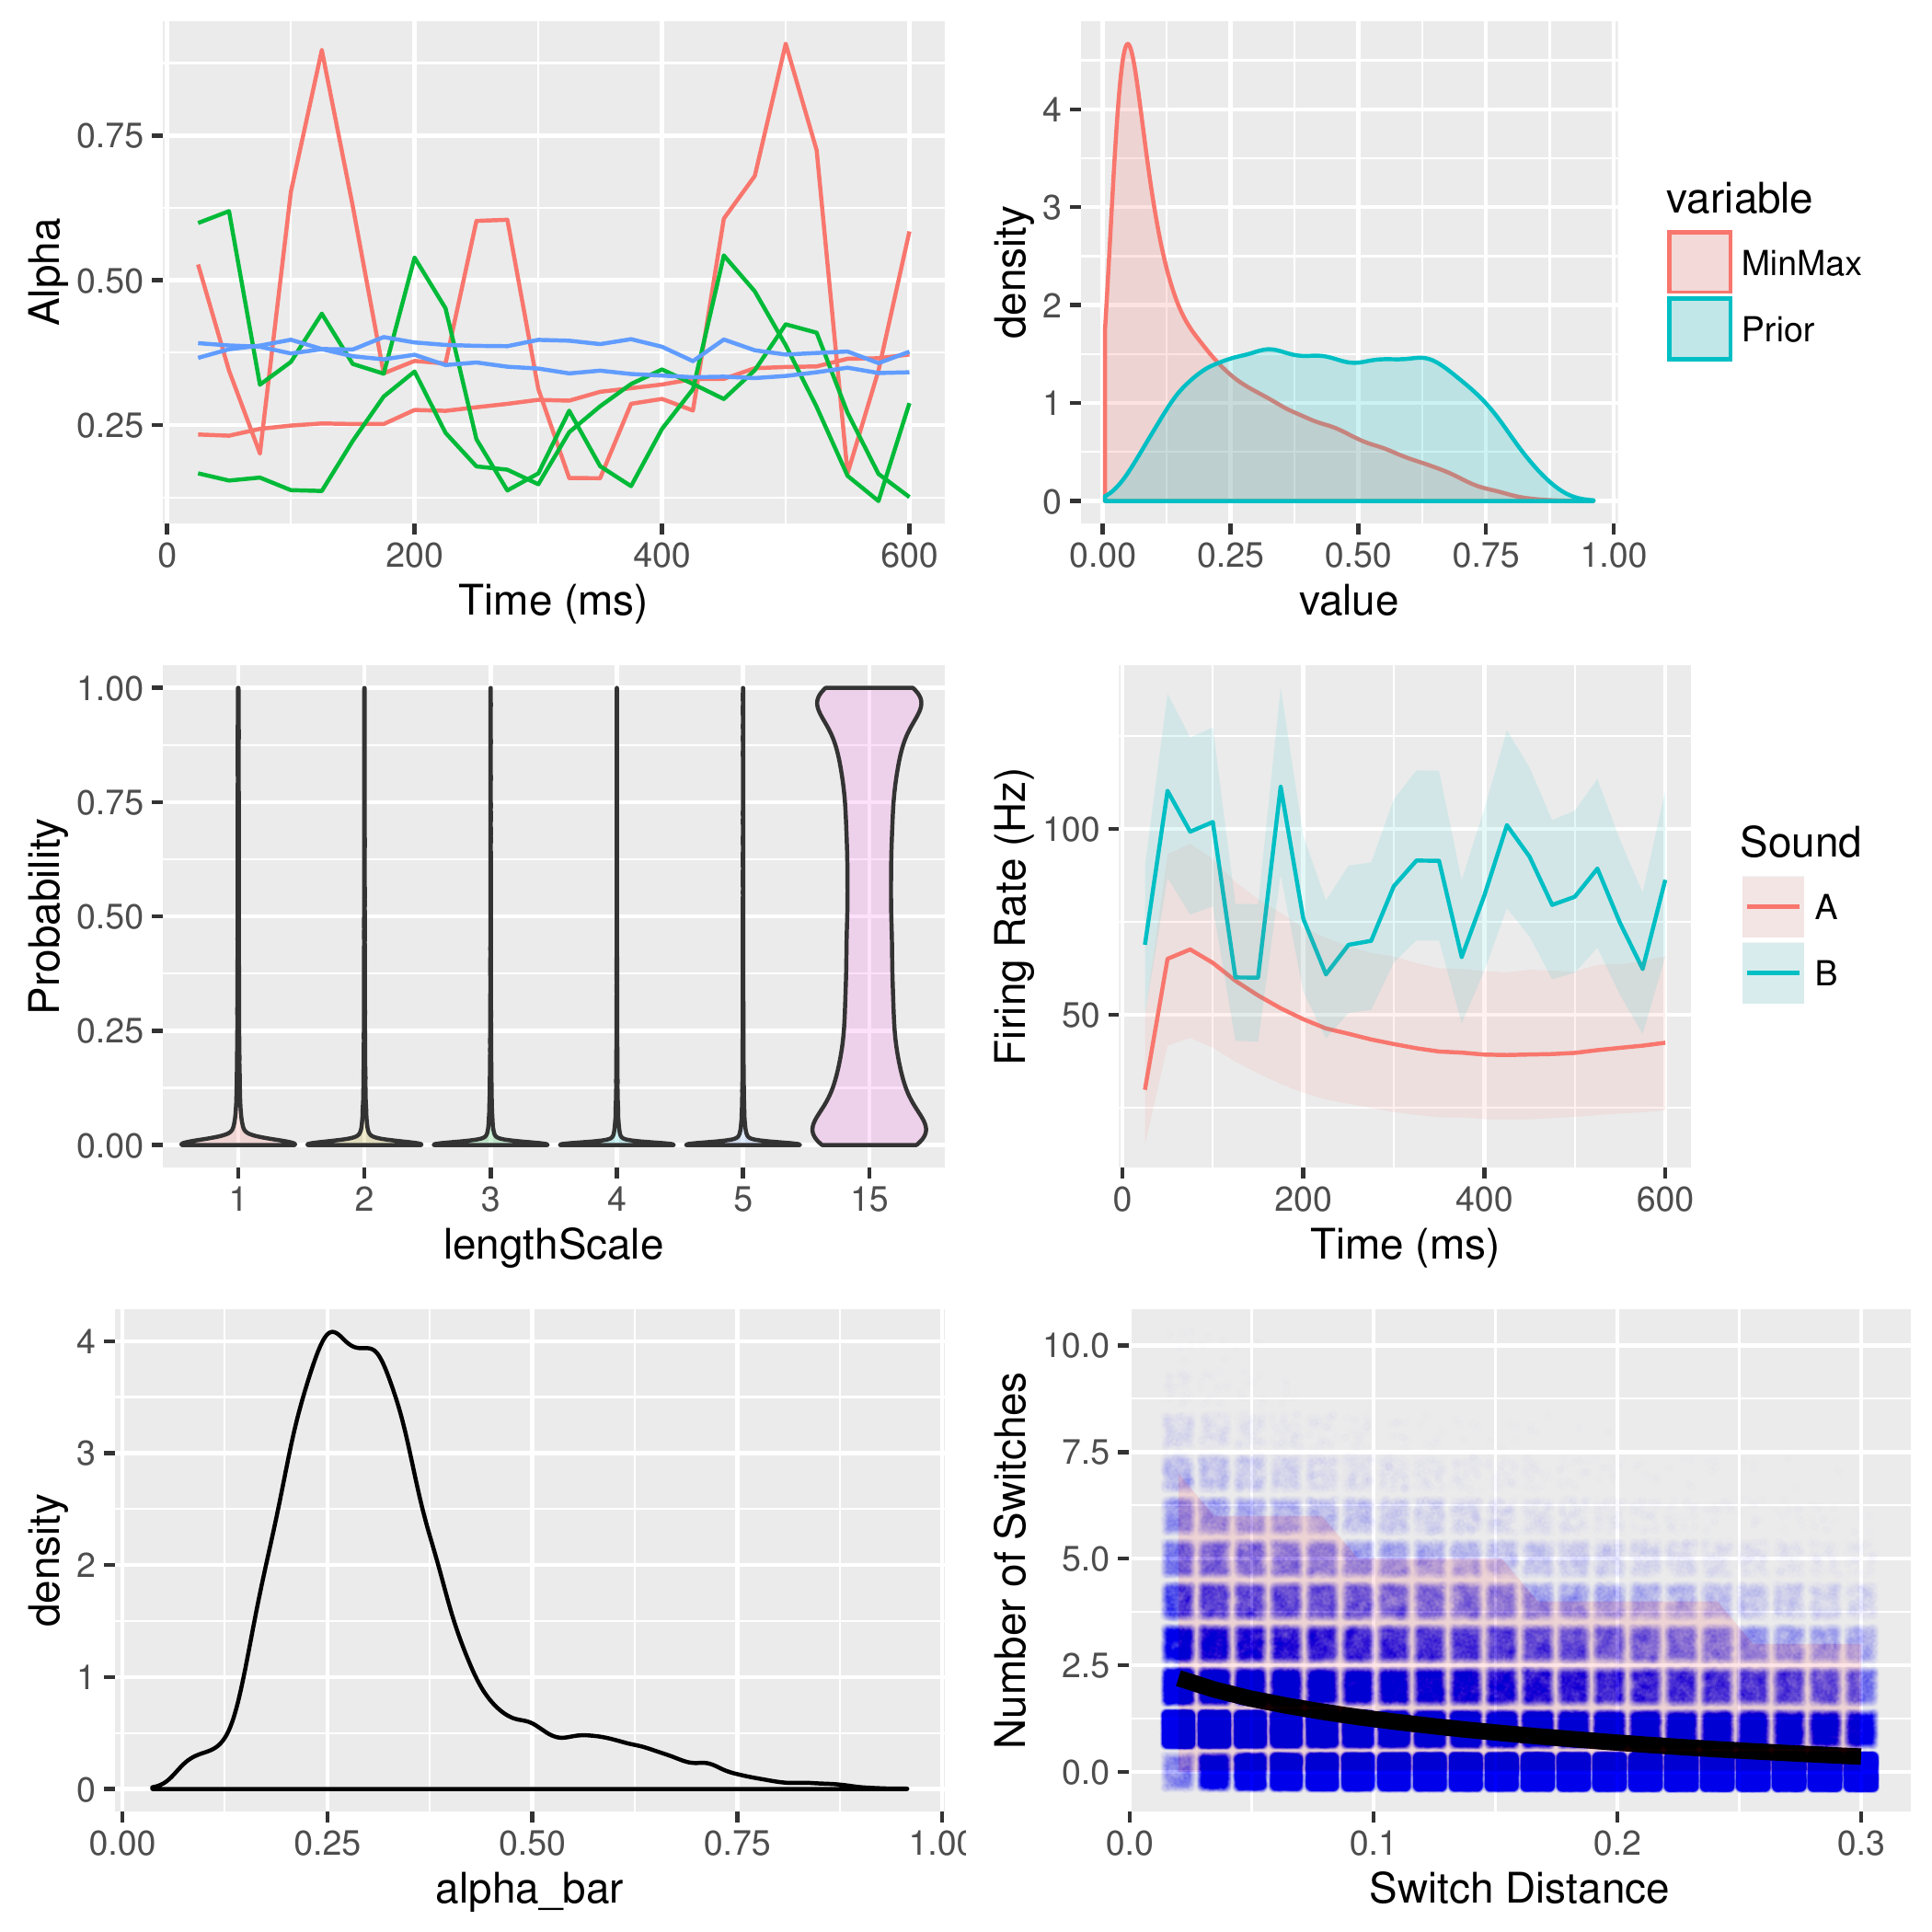 Alpha
0.75
0.50
0.25
0 200 400 600
Time (ms)
density
4
3
2
1
0
0.00 0.25 0.50 0.75 1.00
value
variable
MinMax
Prior
Probability
1.00
0.75
0.50
0.25
0.00
1 2 3 4 5 15
lengthScale
Firing Rate (Hz)
100
50
0 200 400 600
Time (ms)
Sound
A
B
density
4
3
2
1
0
0.00 0.25 0.50 0.75 1.00
alpha_bar
Number of Switches
10.0
7.5
5.0
2.5
0.0
0.0 0.1 0.2 0.3
Switch Distance